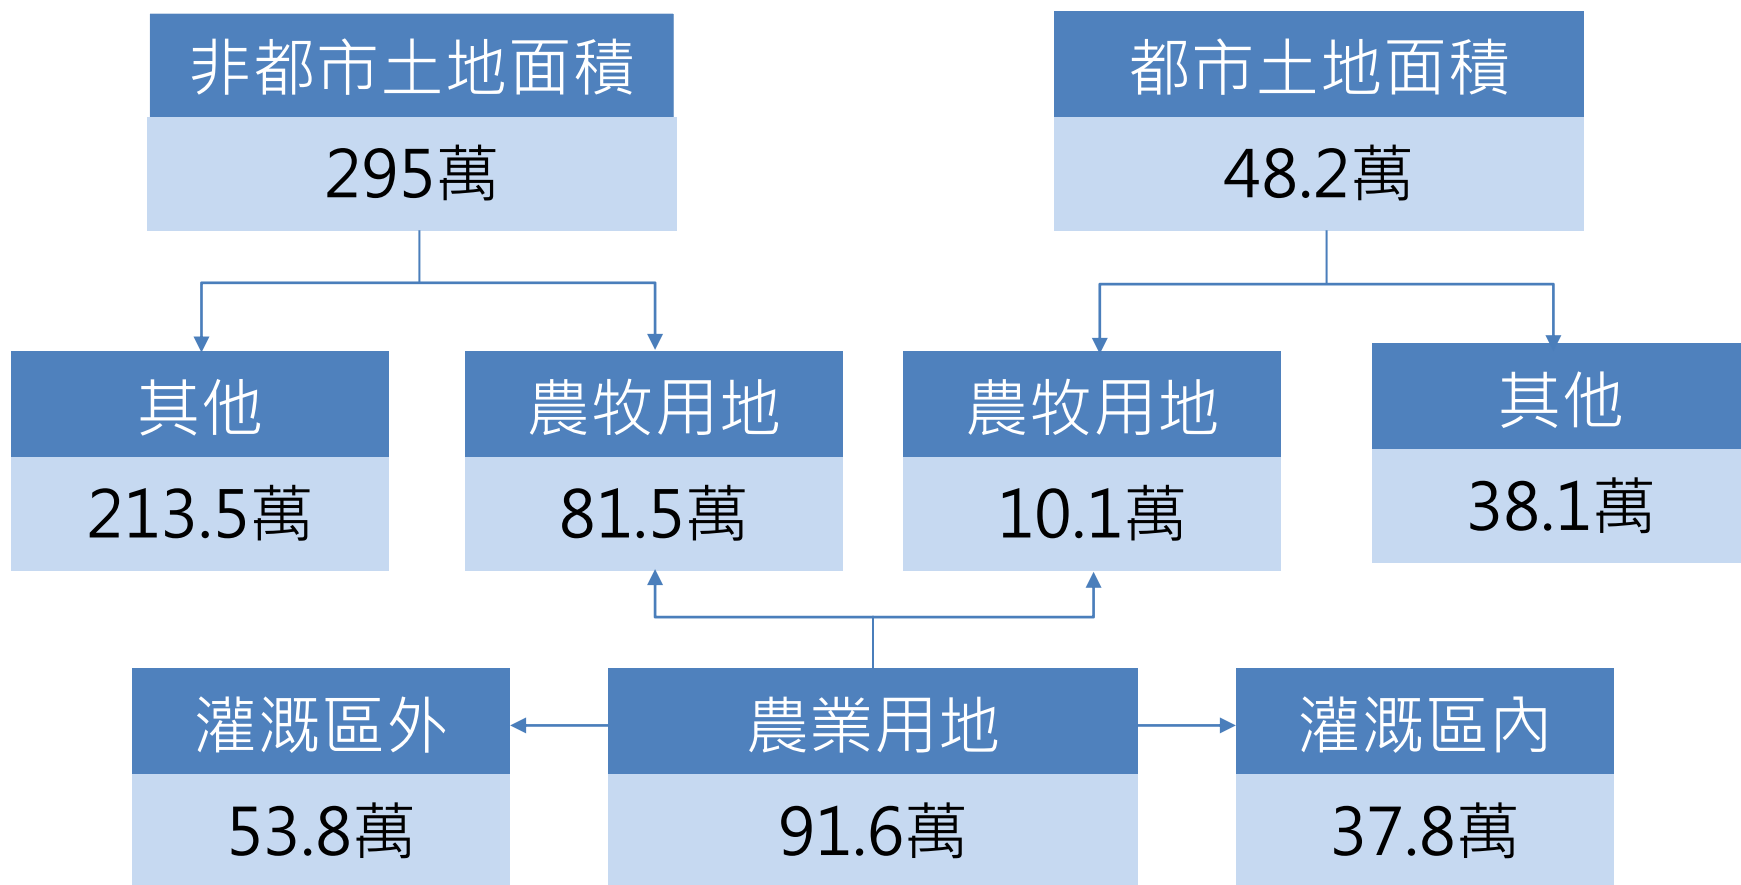 非都市土地面積
295萬
都市土地面積
48.2萬
其他
213.5萬
農牧用地
81.5萬
農牧用地
10.1萬
其他
38.1萬
灌溉區外
53.8萬
農業用地
91.6萬
灌溉區內
37.8萬